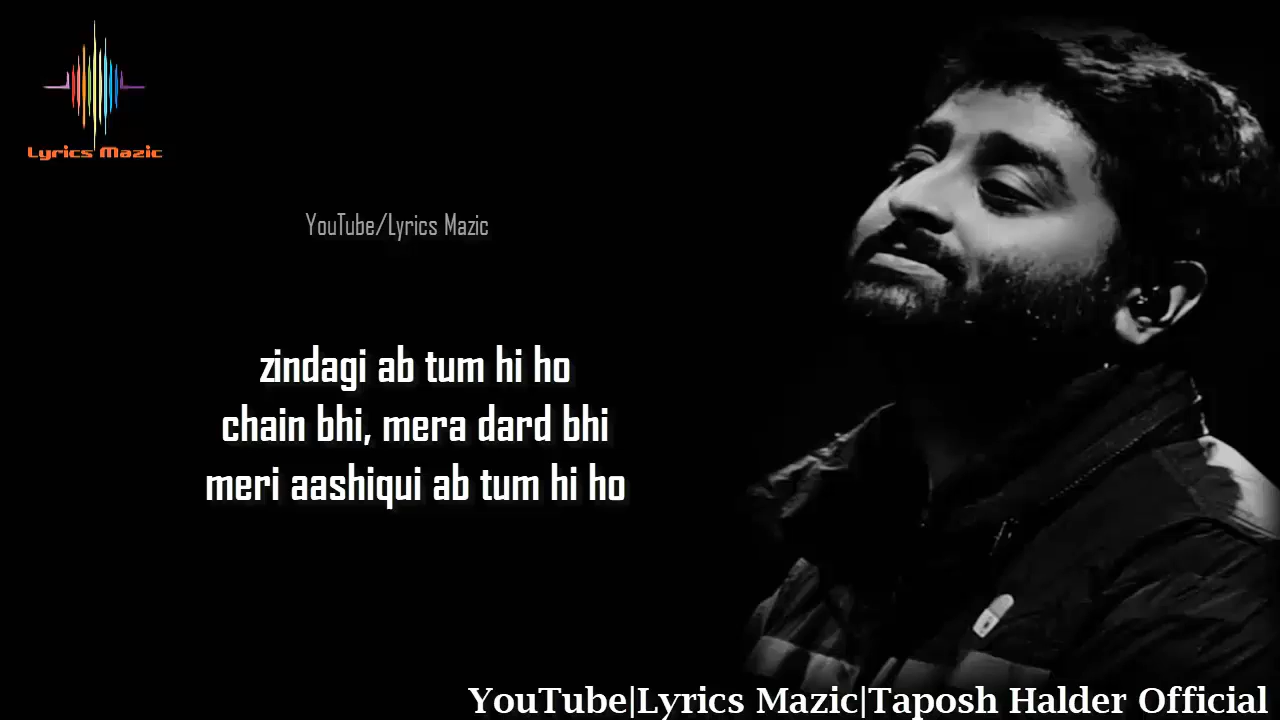 Lyrics Mazic
YouTube/Lyrics Mazic
zindagi ab tum hi ho
chain bhi, mera dard bhi
meri aashiqui ab tum hi ho
YouTube|Lyrics Mazic|Taposh Halder Official